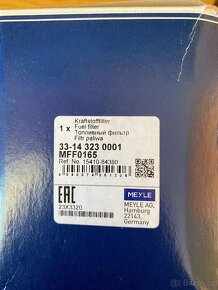 1 x
Kraftstofffilter
Fuel filter
Топливный фильтр
Filtr paliwa
33-14 323 0001
MFF0165
Ref. No. 15410-84380
EAC
23X3320
MEYLE
MEYLE AG,
Hamburg
22143,
Germany